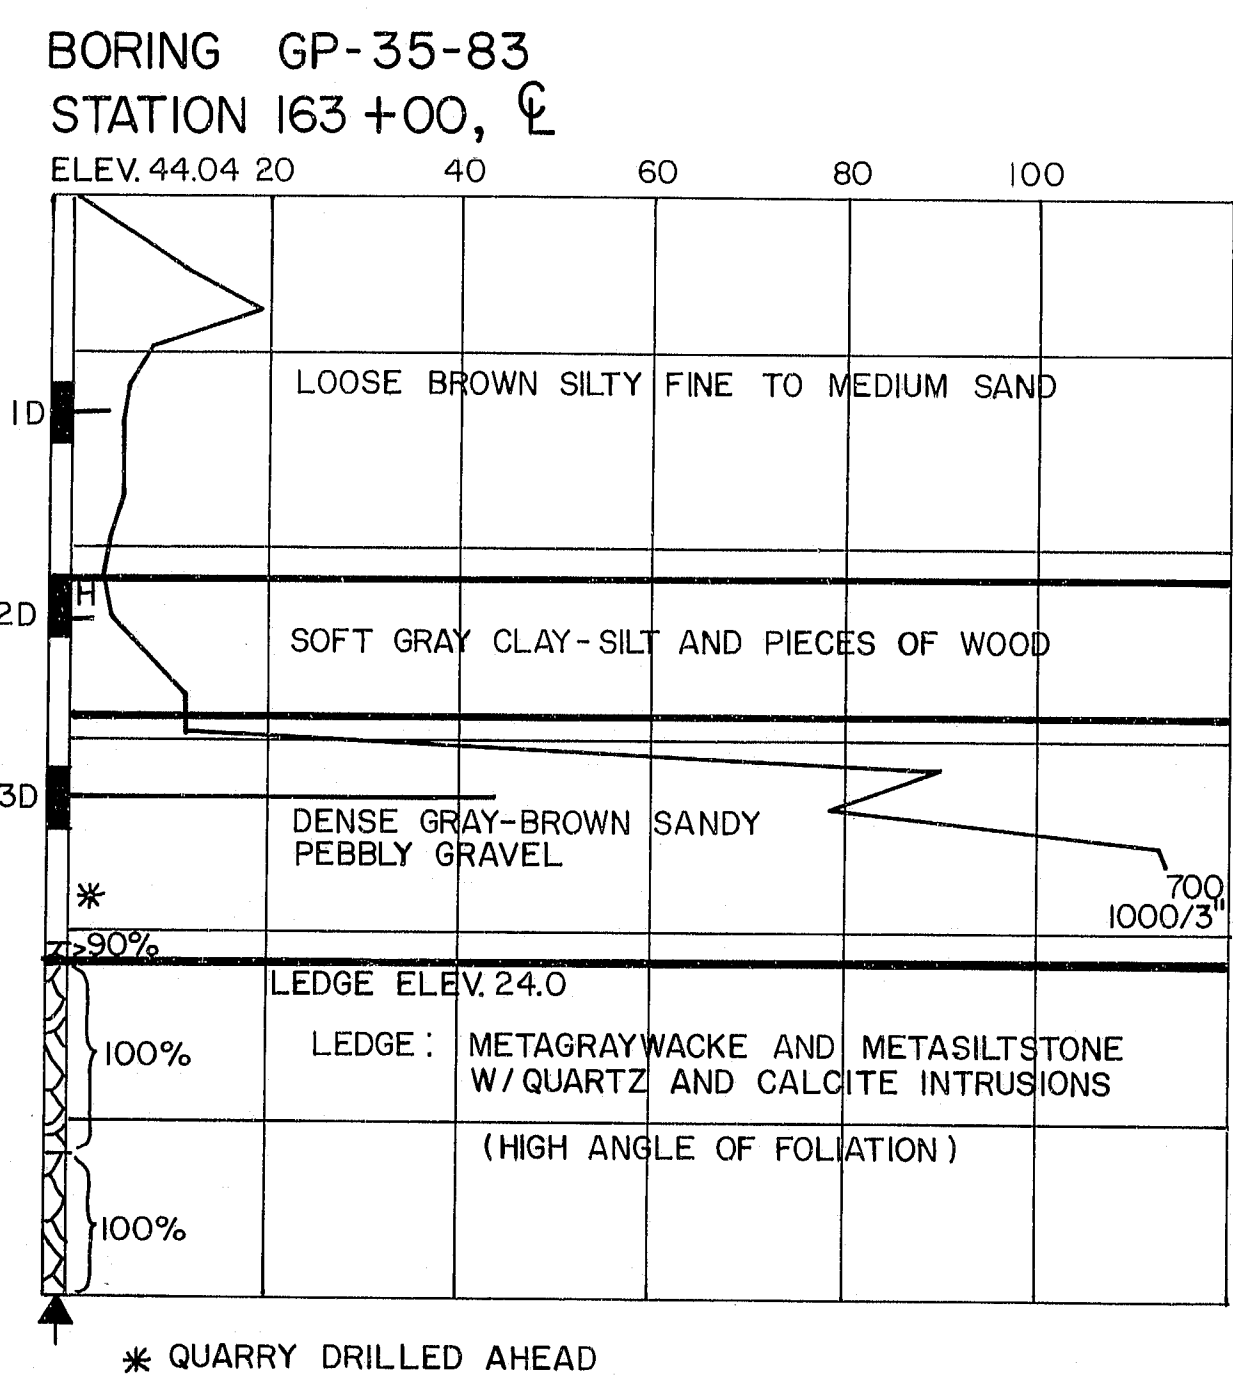 BORING GP-35-83
STATION 163+00, ℄
ELEV. 44.04 20 40 60 80 100
LOOSE BROWN SILTY FINE TO MEDIUM SAND
1D
H
2D
SOFT GRAY CLAY-SILT AND PIECES OF WOOD
3D
DENSE GRAY-BROWN SANDY
PEBBLY GRAVEL
*
700
1000/3"
>90%
LEDGE ELEV. 24.0
LEDGE: METAGRAYWACKE AND METASILTSTONE
W/QUARTZ AND CALCITE INTRUSIONS
100%
(HIGH ANGLE OF FOLIATION)
100%
* QUARRY DRILLED AHEAD